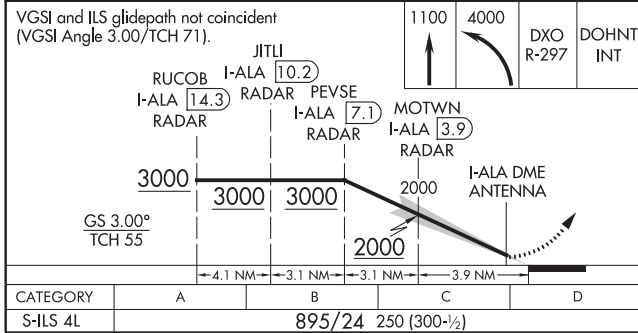 VGSI and ILS glidepath not coincident
(VGSI Angle 3.00/TCH 71).
1100
4000
DXO
R-297
DOHNT
INT
RUCOB
I-ALA 14.3
RADAR
JITLI
I-ALA 10.2
RADAR
PEVSE
I-ALA 7.1
RADAR
MOTWN
I-ALA 3.9
RADAR
I-ALA DME
ANTENNA
3000
3000
3000
2000
2000
GS 3.00°
TCH 55
4.1 NM
3.1 NM
3.1 NM
3.9 NM
CATEGORY A B C D
S-ILS 4L 895/24 250 (300-½)